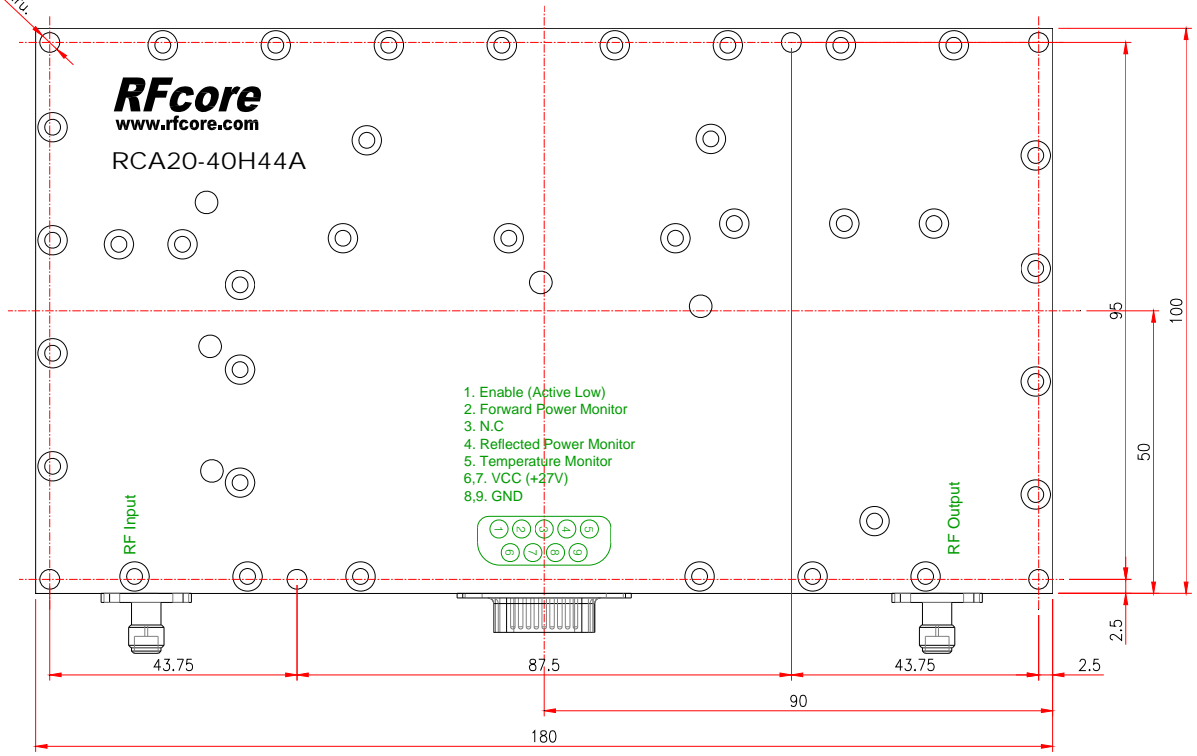 ru.
RFcore
www.rfcore.com
RCA20-40H44A
1. Enable (Active Low)
2. Forward Power Monitor
3. N.C
4. Reflected Power Monitor
5. Temperature Monitor
6,7. VCC (+27V)
8,9. GND
RF Input
1 2 3 4 5
6 7 8 9
RF Output
95
100
50
2.5
43.75 87.5 43.75 2.5
90
180